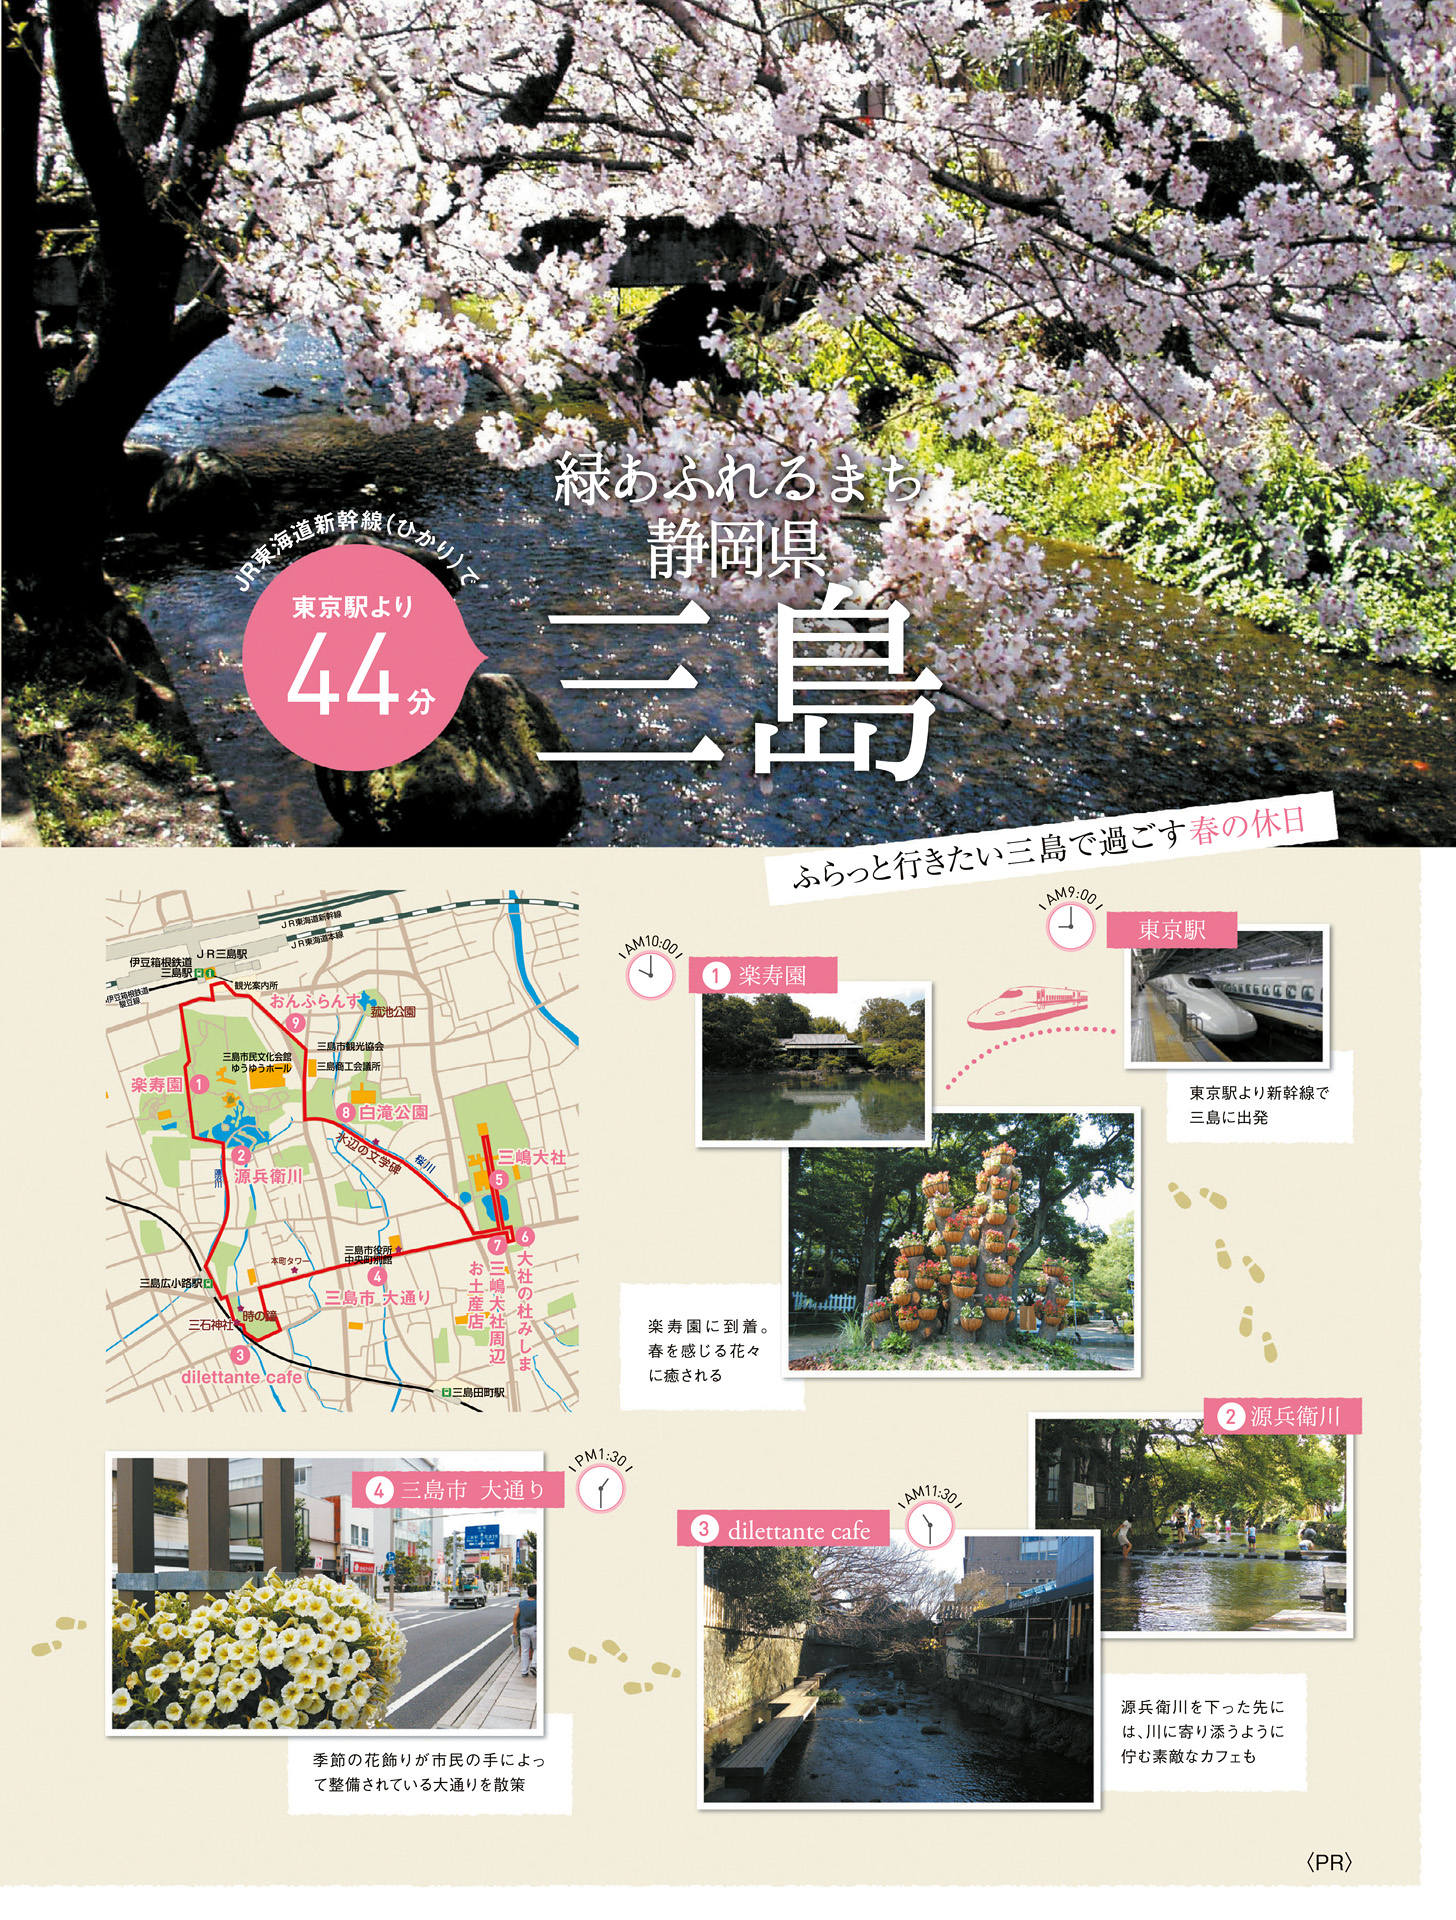 緑あふれるまち
静岡県
三島
JR東海道新幹線(ひかり)で
東京駅より
44分
ふらっと行きたい三島で過ごす春の休日
AM9:00
東京駅
東京駅より新幹線で
三島に出発
AM10:00
1 楽寿園
楽寿園に到着。
春を感じる花々
に癒される
2 源兵衛川
AM11:30
3 dilettante cafe
dilettante cafe
源兵衛川を下った先に
は、川に寄り添うように
佇む素敵なカフェも
PM1:30
4 三島市 大通り
季節の花飾りが市民の手によっ
て整備されている大通りを散策
JR東海道新幹線
JR東海道本線
JR三島駅
伊豆箱根鉄道
三島駅
伊豆箱根鉄道
駿豆線
観光案内所
おんふらんす
9
菰池公園
三島市観光協会
三島商工会議所
三島市民文化会館
ゆうゆうホール
楽寿園 1
8 白滝公園
水辺の文学碑
桜川
2
源兵衛川
蓮沼川
三嶋大社
5
6
大社の杜みしま
7
三嶋大社周辺
お土産店
三島市役所
中央町別館
4
三島市 大通り
本町タワー
三島広小路駅
時の鐘
三石神社
3
dilettante cafe
三島田町駅
〈PR〉